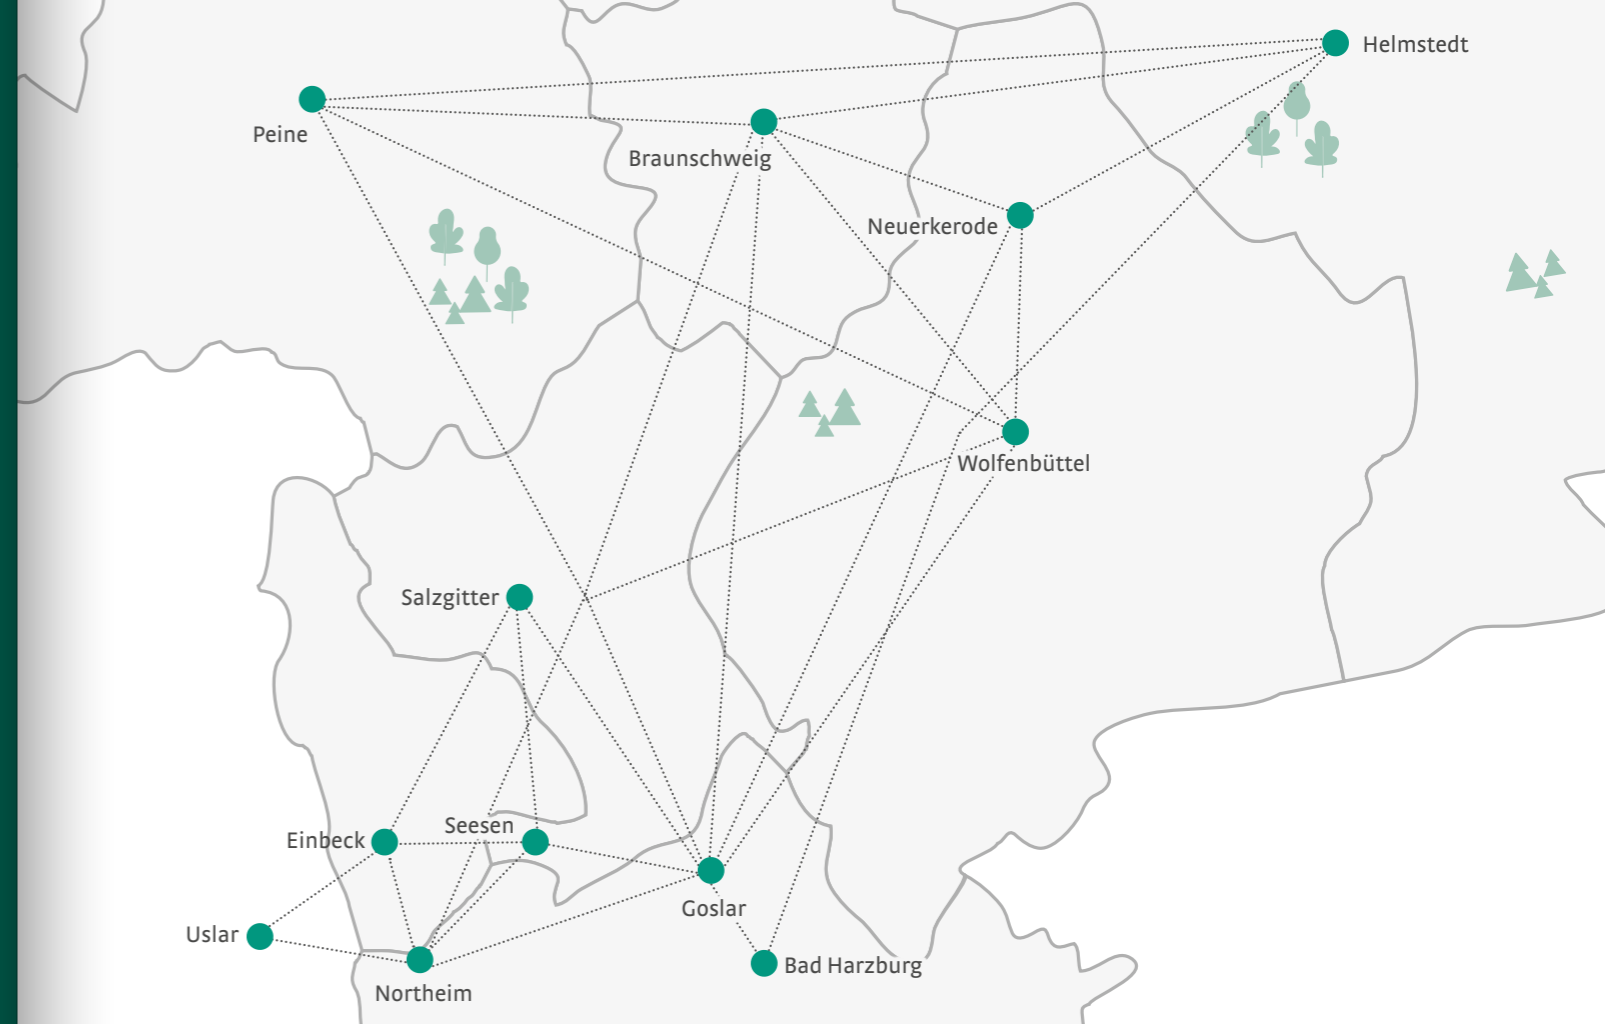 Helmstedt
Peine
Braunschweig
Neuerkerode
Wolfenbüttel
Salzgitter
Seesen
Einbeck
Goslar
Uslar
Bad Harzburg
Northeim